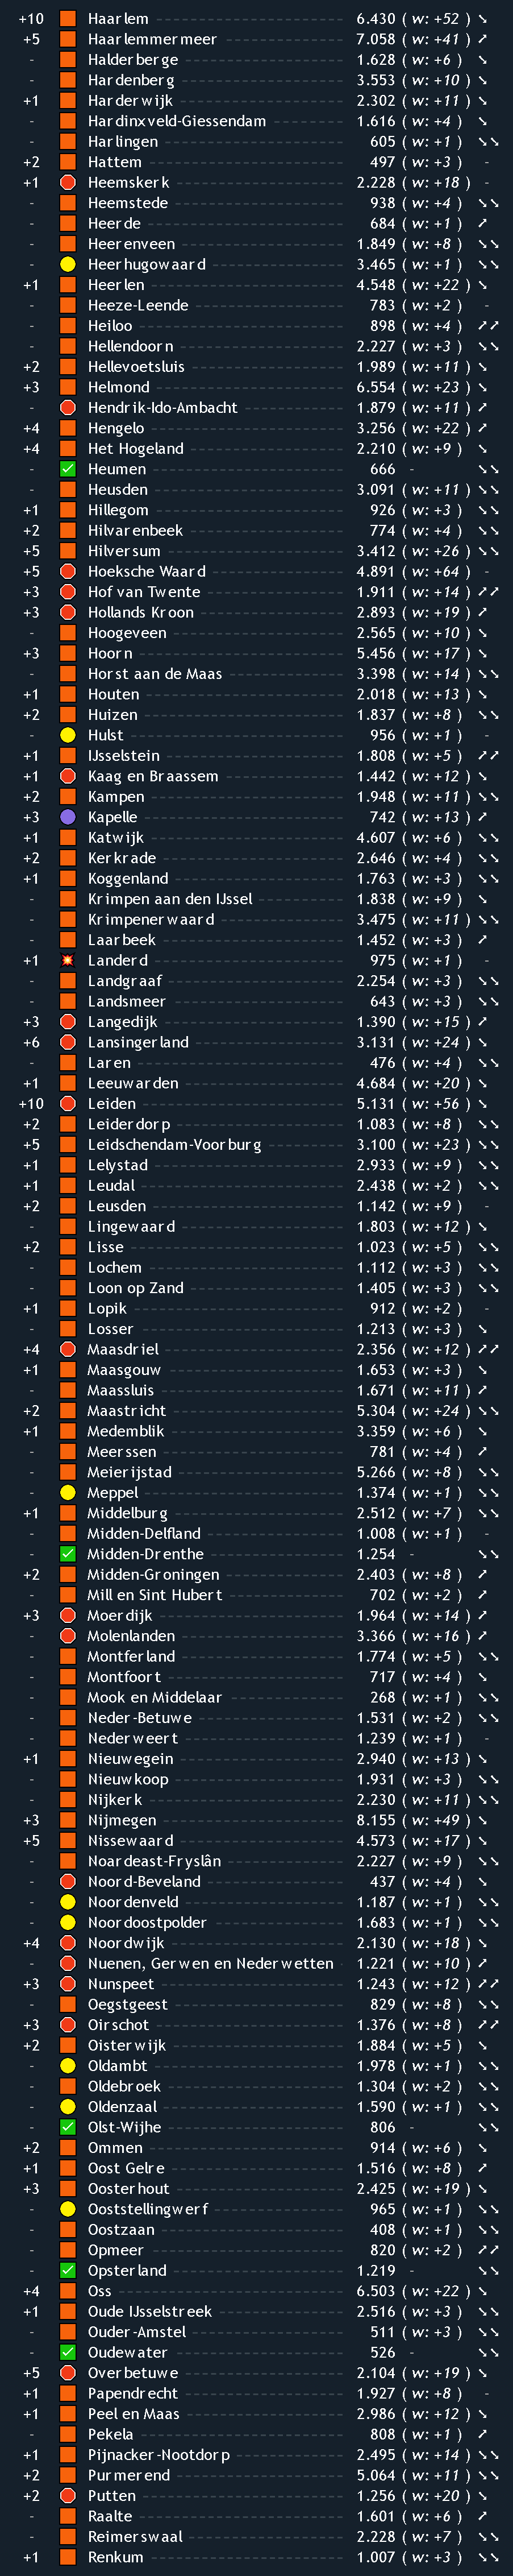 +10 Haarlem 6.430 ( w: +52 ) ↘
+5 Haarlemmermeer 7.058 ( w: +41 ) ↗
- Halderberge 1.628 ( w: +6 ) ↘
- Hardenberg 3.553 ( w: +10 ) ↘
+1 Harderwijk 2.302 ( w: +11 ) ↘
- Hardinxveld-Giessendam 1.616 ( w: +4 ) ↘
- Harlingen 605 ( w: +1 ) ↘↘
+2 Hattem 497 ( w: +3 ) -
+1 Heemskerk 2.228 ( w: +18 ) -
- Heemstede 938 ( w: +4 ) ↘↘
- Heerde 684 ( w: +1 ) ↗
- Heerenveen 1.849 ( w: +8 ) ↘↘
- Heerhugowaard 3.465 ( w: +1 ) ↘↘
+1 Heerlen 4.548 ( w: +22 ) ↘
- Heeze-Leende 783 ( w: +2 ) -
- Heiloo 898 ( w: +4 ) ↗↗
- Hellendoorn 2.227 ( w: +3 ) ↘↘
+2 Hellevoetsluis 1.989 ( w: +11 ) ↘
+3 Helmond 6.554 ( w: +23 ) ↘
- Hendrik-Ido-Ambacht 1.879 ( w: +11 ) ↗
+4 Hengelo 3.256 ( w: +22 ) ↗
+4 Het Hogeland 2.210 ( w: +9 ) ↘
- Heumen 666 - ↘↘
- Heusden 3.091 ( w: +11 ) ↘↘
+1 Hillegom 926 ( w: +3 ) ↘↘
+2 Hilvarenbeek 774 ( w: +4 ) ↘↘
+5 Hilversum 3.412 ( w: +26 ) ↘↘
+5 Hoeksche Waard 4.891 ( w: +64 ) -
+3 Hof van Twente 1.911 ( w: +14 ) ↗↗
+3 Hollands Kroon 2.893 ( w: +19 ) ↗
- Hoogeveen 2.565 ( w: +10 ) ↘
+3 Hoorn 5.456 ( w: +17 ) ↘
- Horst aan de Maas 3.398 ( w: +14 ) ↘↘
+1 Houten 2.018 ( w: +13 ) ↘
+2 Huizen 1.837 ( w: +8 ) ↘↘
- Hulst 956 ( w: +1 ) -
+1 IJsselstein 1.808 ( w: +5 ) ↗↗
+1 Kaag en Braassem 1.442 ( w: +12 ) ↘
+2 Kampen 1.948 ( w: +11 ) ↘↘
+3 Kapelle 742 ( w: +13 ) ↗
+1 Katwijk 4.607 ( w: +6 ) ↘↘
+2 Kerkrade 2.646 ( w: +4 ) ↘↘
+1 Koggenland 1.763 ( w: +3 ) ↘↘
- Krimpen aan den IJssel 1.838 ( w: +9 ) ↘
- Krimpenerwaard 3.475 ( w: +11 ) ↘↘
- Laarbeek 1.452 ( w: +3 ) ↗
+1 Landerd 975 ( w: +1 ) -
- Landgraaf 2.254 ( w: +3 ) ↘↘
- Landsmeer 643 ( w: +3 ) ↘↘
+3 Langedijk 1.390 ( w: +15 ) ↗
+6 Lansingerland 3.131 ( w: +24 ) ↘
- Laren 476 ( w: +4 ) ↘↘
+1 Leeuwarden 4.684 ( w: +20 ) ↘
+10 Leiden 5.131 ( w: +56 ) ↘
+2 Leiderdorp 1.083 ( w: +8 ) ↘↘
+5 Leidschendam-Voorburg 3.100 ( w: +23 ) ↘↘
+1 Lelystad 2.933 ( w: +9 ) ↘↘
+1 Leudal 2.438 ( w: +2 ) ↘↘
+2 Leusden 1.142 ( w: +9 ) -
- Lingewaard 1.803 ( w: +12 ) ↘
+2 Lisse 1.023 ( w: +5 ) ↘↘
- Lochem 1.112 ( w: +3 ) ↘↘
- Loon op Zand 1.405 ( w: +3 ) ↘↘
+1 Lopik 912 ( w: +2 ) -
- Losser 1.213 ( w: +3 ) ↘
+4 Maasdriel 2.356 ( w: +12 ) ↗↗
+1 Maasgouw 1.653 ( w: +3 ) ↘
- Maassluis 1.671 ( w: +11 ) ↗
+2 Maastricht 5.304 ( w: +24 ) ↘↘
+1 Medemblik 3.359 ( w: +6 ) ↘
- Meerssen 781 ( w: +4 ) ↗
- Meierijstad 5.266 ( w: +8 ) ↘↘
- Meppel 1.374 ( w: +1 ) ↘↘
+1 Middelburg 2.512 ( w: +7 ) ↘↘
- Midden-Delfland 1.008 ( w: +1 ) -
- Midden-Drenthe 1.254 - ↘↘
+2 Midden-Groningen 2.403 ( w: +8 ) ↗
- Mill en Sint Hubert 702 ( w: +2 ) ↗
+3 Moerdijk 1.964 ( w: +14 ) ↗
- Molenlanden 3.366 ( w: +16 ) ↗
- Montferland 1.774 ( w: +5 ) ↘↘
- Montfoort 717 ( w: +4 ) ↘
- Mook en Middelaar 268 ( w: +1 ) ↘↘
- Neder-Betuwe 1.531 ( w: +2 ) ↘↘
- Nederweert 1.239 ( w: +1 ) -
+1 Nieuwegein 2.940 ( w: +13 ) ↘
- Nieuwkoop 1.931 ( w: +3 ) ↘↘
- Nijkerk 2.230 ( w: +11 ) ↘↘
+3 Nijmegen 8.155 ( w: +49 ) ↘
+5 Nissewaard 4.573 ( w: +17 ) ↘
- Noardeast-Fryslân 2.227 ( w: +9 ) ↘↘
- Noord-Beveland 437 ( w: +4 ) ↘
- Noordenveld 1.187 ( w: +1 ) ↘↘
- Noordoostpolder 1.683 ( w: +1 ) ↘↘
+4 Noordwijk 2.130 ( w: +18 ) ↘
- Nuenen, Gerwen en Nederwetten 1.221 ( w: +10 ) ↗
+3 Nunspeet 1.243 ( w: +12 ) ↗↗
- Oegstgeest 829 ( w: +8 ) ↘↘
+3 Oirschot 1.376 ( w: +8 ) ↗↗
+2 Oisterwijk 1.884 ( w: +5 ) ↘
- Oldambt 1.978 ( w: +1 ) ↘↘
- Oldebroek 1.304 ( w: +2 ) ↘↘
- Oldenzaal 1.590 ( w: +1 ) ↘↘
- Olst-Wijhe 806 - ↘↘
+2 Ommen 914 ( w: +6 ) ↘
+1 Oost Gelre 1.516 ( w: +8 ) ↗
+3 Oosterhout 2.425 ( w: +19 ) ↘
- Ooststellingwerf 965 ( w: +1 ) ↘↘
- Oostzaan 408 ( w: +1 ) ↘↘
- Opmeer 820 ( w: +2 ) ↗↗
- Opsterland 1.219 - ↘↘
+4 Oss 6.503 ( w: +22 ) ↘
+1 Oude IJsselstreek 2.516 ( w: +3 ) ↘↘
- Ouder-Amstel 511 ( w: +3 ) ↘↘
- Oudewater 526 - ↘↘
+5 Overbetuwe 2.104 ( w: +19 ) ↘
+1 Papendrecht 1.927 ( w: +8 ) -
+1 Peel en Maas 2.986 ( w: +12 ) ↘
- Pekela 808 ( w: +1 ) ↗
+1 Pijnacker-Nootdorp 2.495 ( w: +14 ) ↘↘
+2 Purmerend 5.064 ( w: +11 ) ↘↘
+2 Putten 1.256 ( w: +20 ) ↘
- Raalte 1.601 ( w: +6 ) ↗
- Reimerswaal 2.228 ( w: +7 ) ↘↘
+1 Renkum 1.007 ( w: +3 ) ↘↘